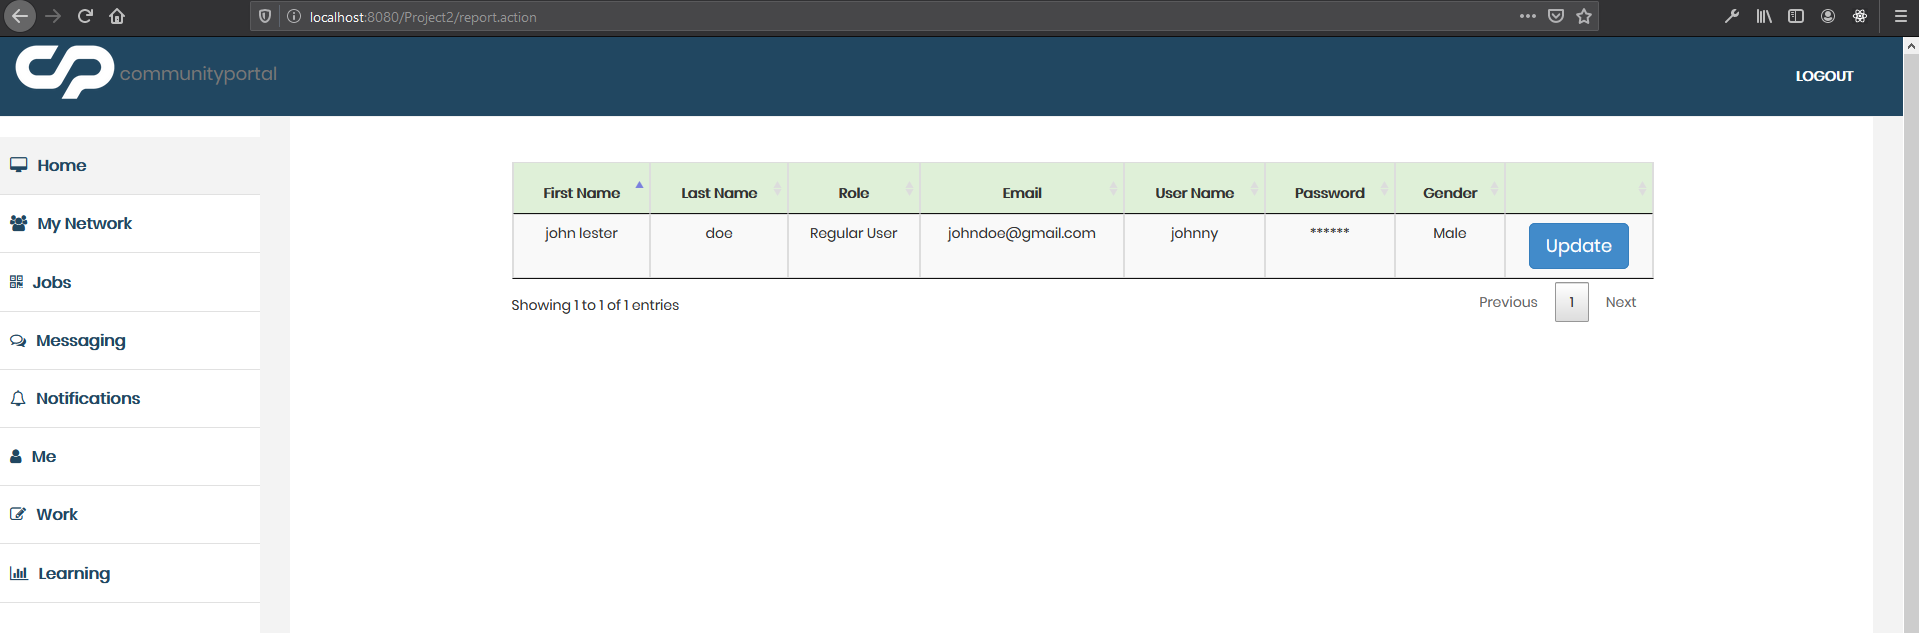 localhost:8080/Project2/report.action
communityportal
LOGOUT
Home
My Network
Jobs
Messaging
Notifications
Me
Work
Learning
First Name Last Name Role Email User Name Password Gender
john lester doe Regular User johndoe@gmail.com johnny ****** Male Update
Showing 1 to 1 of 1 entries Previous 1 Next